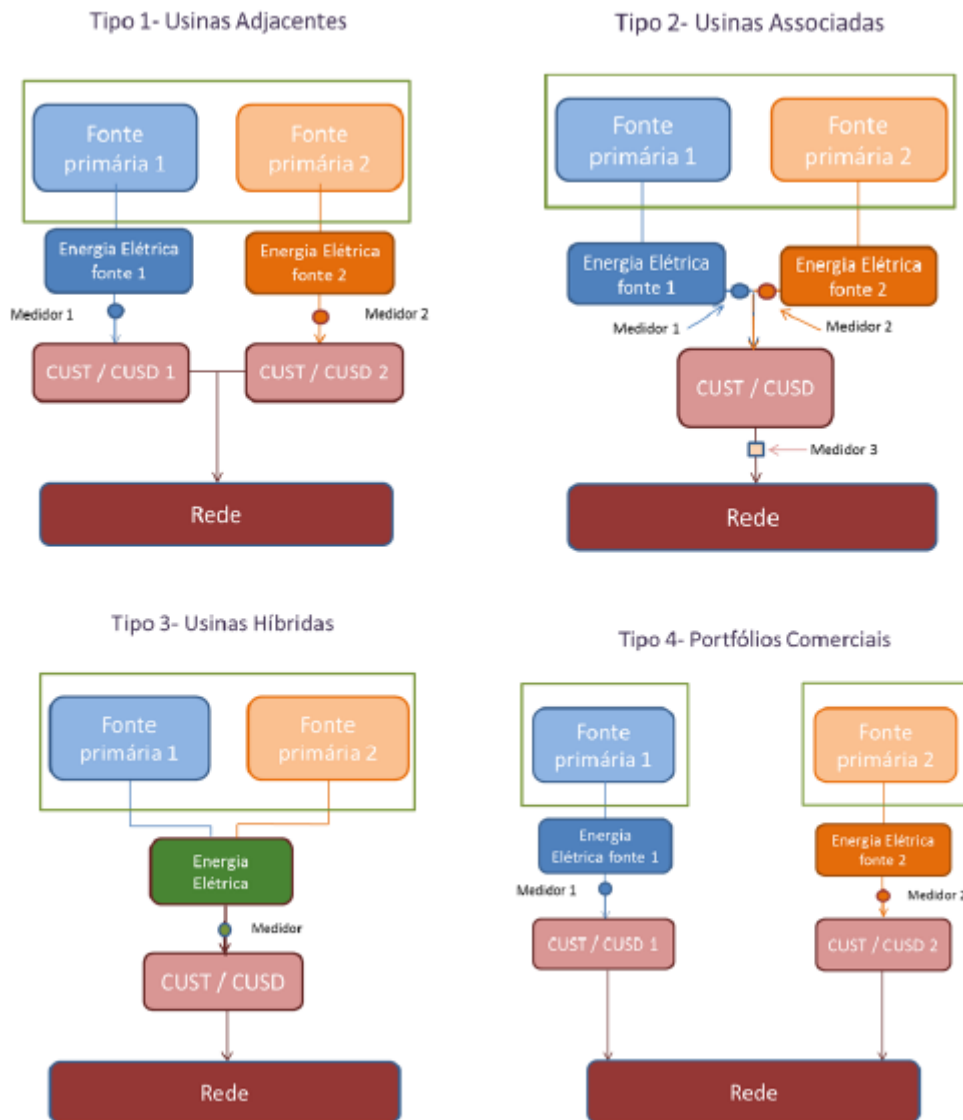 Tipo 1- Usinas Adjacentes
Fonte
primária 1
Fonte
primária 2
Energia Elétrica
fonte 1
Energia Elétrica
fonte 2
Medidor 1
Medidor 2
CUST / CUSD 1
CUST / CUSD 2
Rede
Tipo 2- Usinas Associadas
Fonte
primária 1
Fonte
primária 2
Energia Elétrica
fonte 1
Energia Elétrica
fonte 2
Medidor 1
Medidor 2
CUST / CUSD
Medidor 3
Rede
Tipo 3- Usinas Híbridas
Fonte
primária 1
Fonte
primária 2
Energia
Elétrica
Medidor
CUST / CUSD
Rede
Tipo 4- Portfólios Comerciais
Fonte
primária 1
Fonte
primária 2
Energia
Elétrica fonte 1
Energia Elétrica
fonte 2
Medidor 1
Medidor 2
CUST / CUSD 1
CUST / CUSD 2
Rede